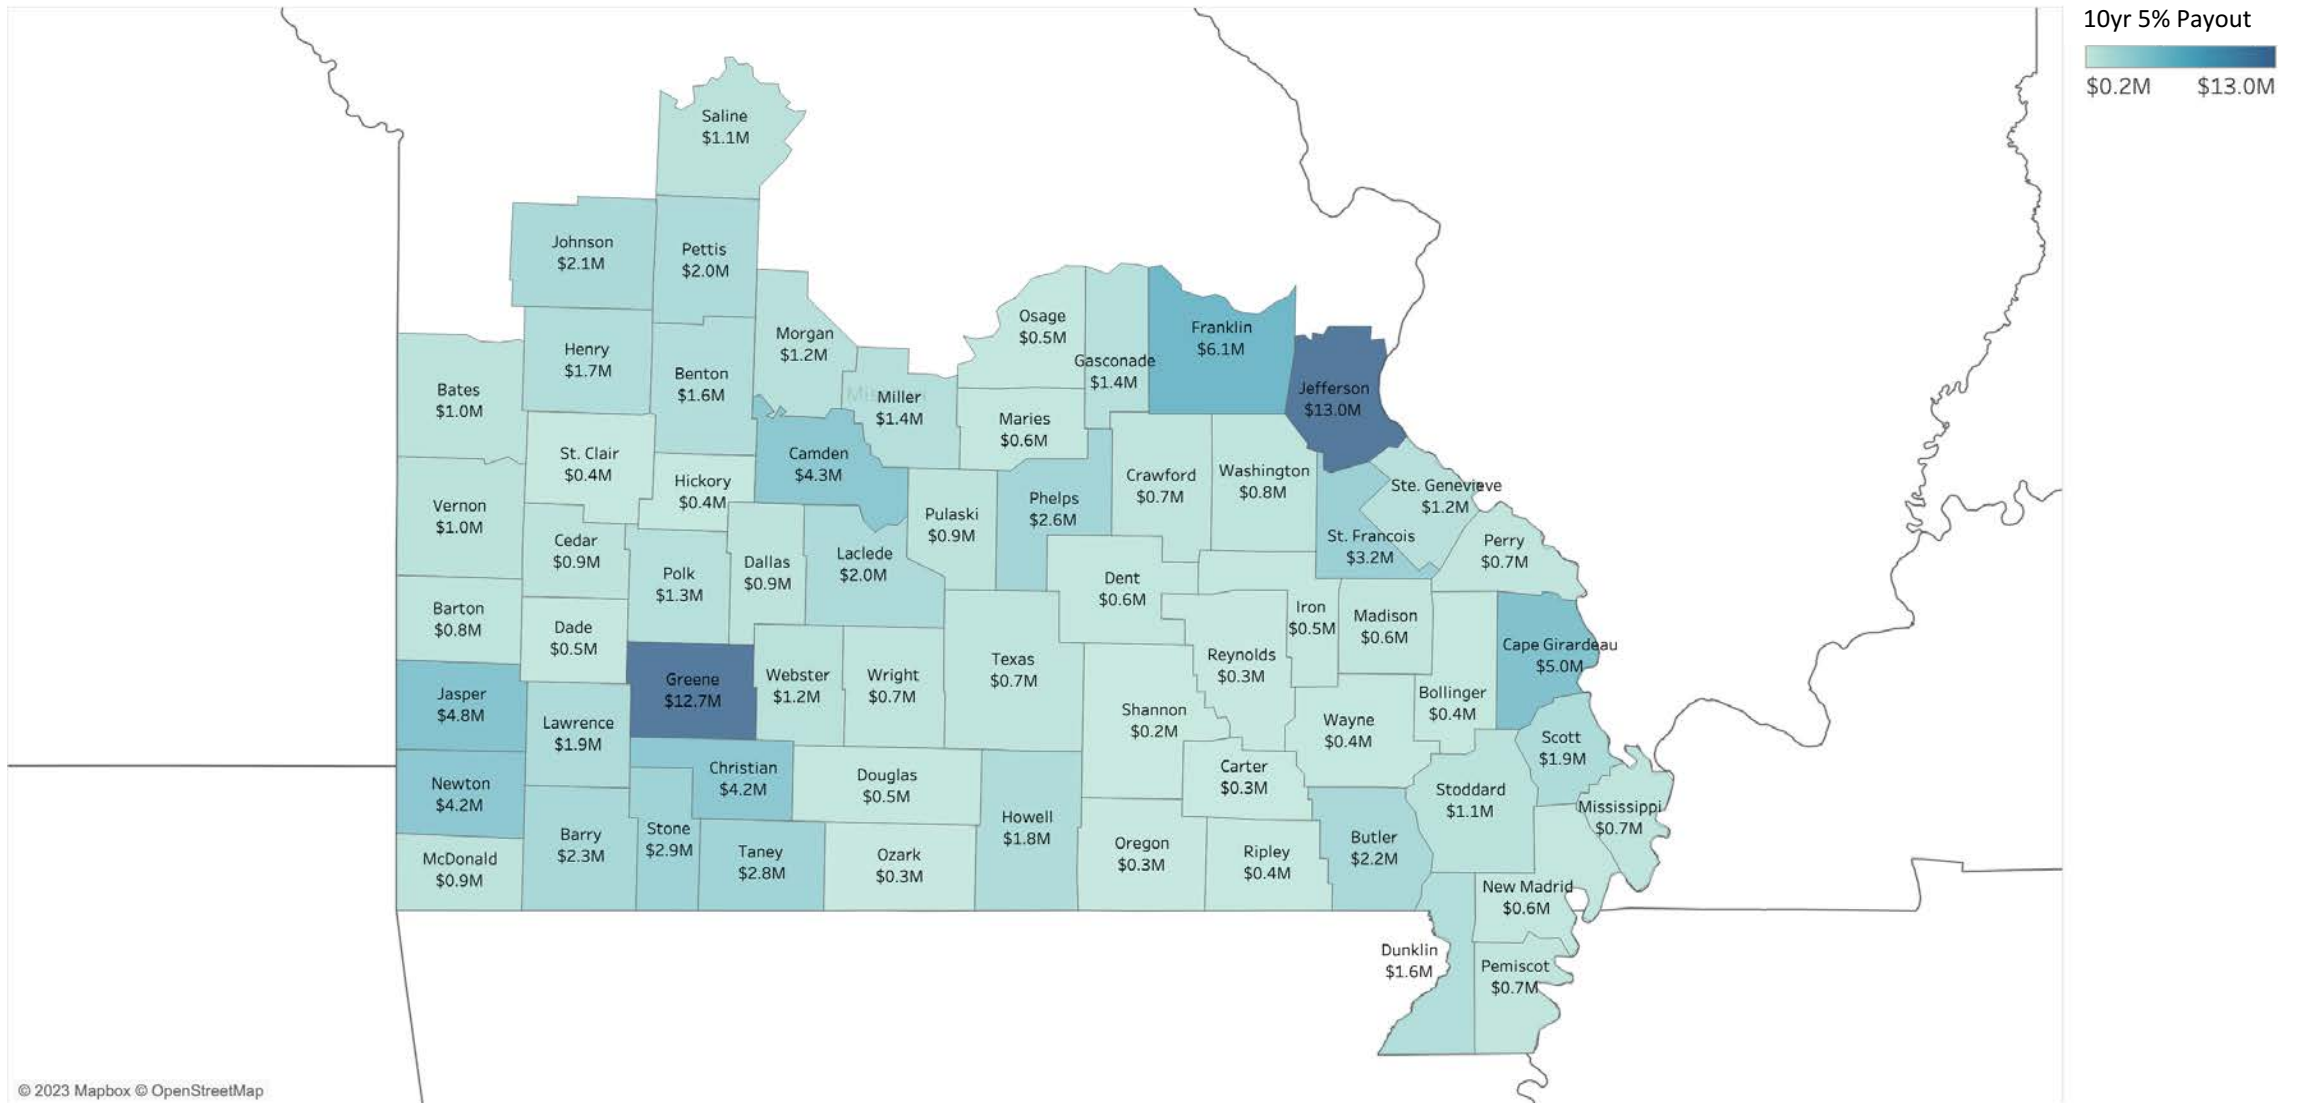 10yr 5% Payout
$0.2M $13.0M
Saline
$1.1M
Johnson
$2.1M
Pettis
$2.0M
Morgan
$1.2M
Osage
$0.5M
Gasconade
$1.4M
Franklin
$6.1M
Jefferson
$13.0M
Henry
$1.7M
Benton
$1.6M
Bates
$1.0M
Miller
$1.4M
Maries
$0.6M
St. Clair
$0.4M
Hickory
$0.4M
Camden
$4.3M
Crawford
$0.7M
Washington
$0.8M
Ste. Genevieve
$1.2M
Vernon
$1.0M
Pulaski
$0.9M
Phelps
$2.6M
St. Francois
$3.2M
Perry
$0.7M
Cedar
$0.9M
Polk
$1.3M
Dallas
$0.9M
Laclede
$2.0M
Dent
$0.6M
Barton
$0.8M
Dade
$0.5M
Iron
$0.5M
Madison
$0.6M
Cape Girardeau
$5.0M
Jasper
$4.8M
Greene
$12.7M
Webster
$1.2M
Wright
$0.7M
Texas
$0.7M
Reynolds
$0.3M
Bollinger
$0.4M
Lawrence
$1.9M
Shannon
$0.2M
Wayne
$0.4M
Scott
$1.9M
Newton
$4.2M
Christian
$4.2M
Douglas
$0.5M
Carter
$0.3M
Stoddard
$1.1M
Mississippi
$0.7M
McDonald
$0.9M
Barry
$2.3M
Stone
$2.9M
Taney
$2.8M
Ozark
$0.3M
Howell
$1.8M
Oregon
$0.3M
Ripley
$0.4M
Butler
$2.2M
New Madrid
$0.6M
Dunklin
$1.6M
Pemiscot
$0.7M
© 2023 Mapbox © OpenStreetMap